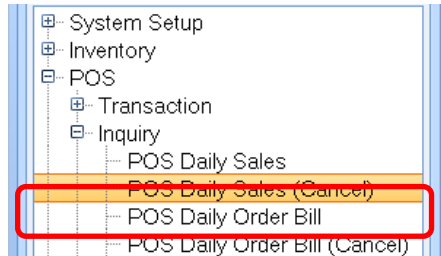 System Setup
Inventory
POS
Transaction
Inquiry
POS Daily Sales
POS Daily Sales (Cancel)
POS Daily Order Bill
POS Daily Order Bill (Cancel)